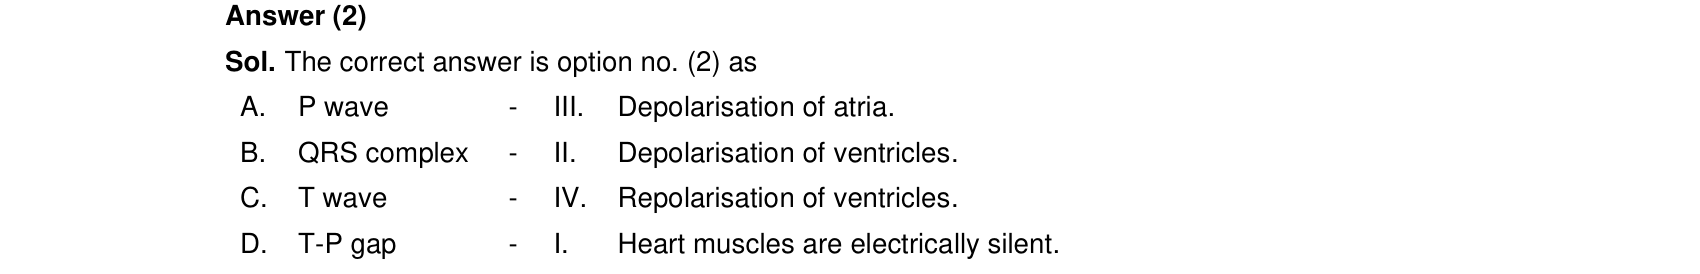 Answer (2)
Sol. The correct answer is option no. (2) as
A. P wave - III. Depolarisation of atria.
B. QRS complex - II. Depolarisation of ventricles.
C. T wave - IV. Repolarisation of ventricles.
D. T-P gap - I. Heart muscles are electrically silent.